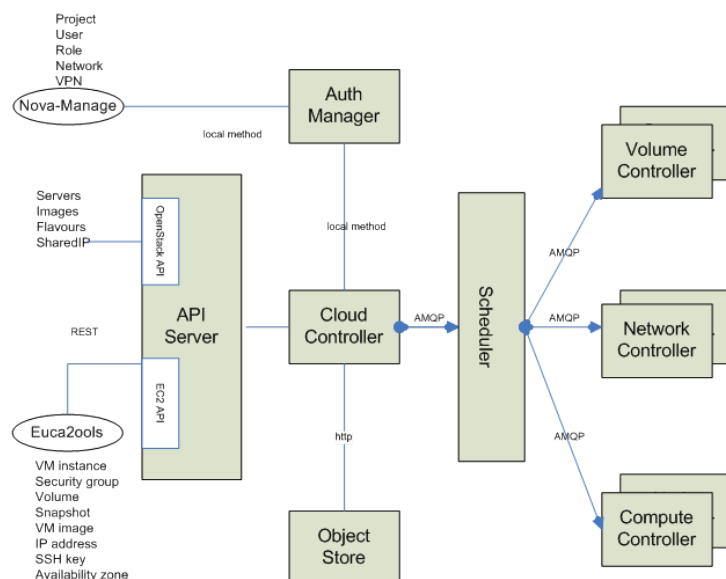 Project
User
Role
Network
VPN
Nova-Manage
Auth
Manager
local method
Volume
Controller
Servers
Images
Flavours
SharedIP
OpenStack API
local method
AMQP
API
Server
Cloud
Controller
AMQP
Scheduler
AMQP
Network
Controller
REST
EC2 API
Euca2ools
http
AMQP
VM instance
Security group
Volume
Snapshot
VM image
IP address
SSH key
Availability zone
Object
Store
Compute
Controller